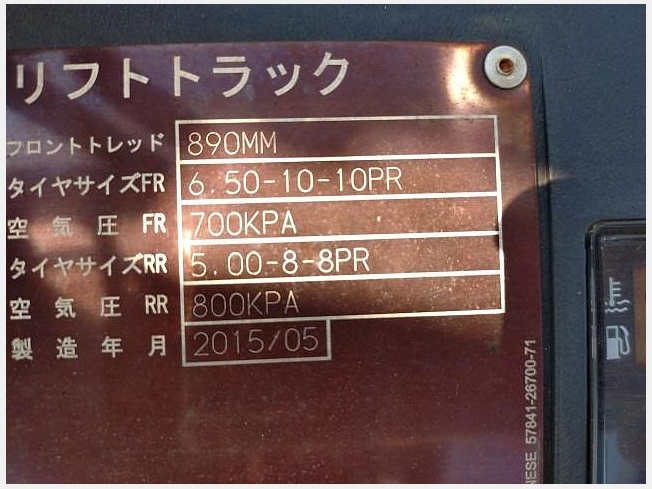 リフトトラック
フロントトレッド 890MM
タイヤサイズFR 6.50-10-10PR
空気圧 FR 700KPA
タイヤサイズRR 5.00-8-8PR
空気圧 RR 800KPA
製造年月 2015/05
NESE 57841-26700-71